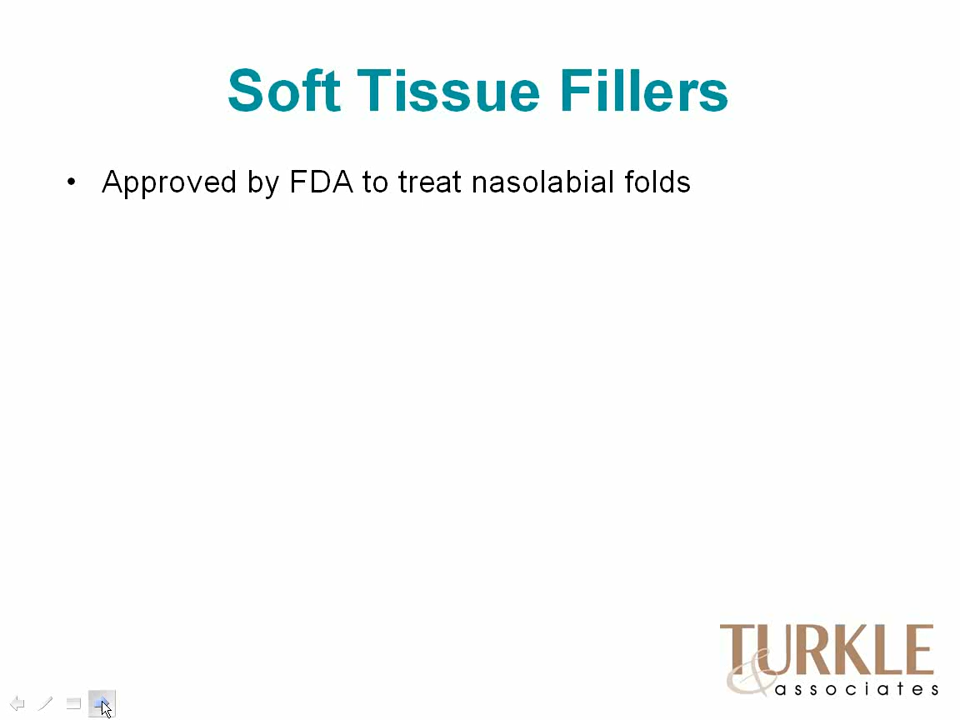 Soft Tissue Fillers
• Approved by FDA to treat nasolabial folds
TURKLE
& associates